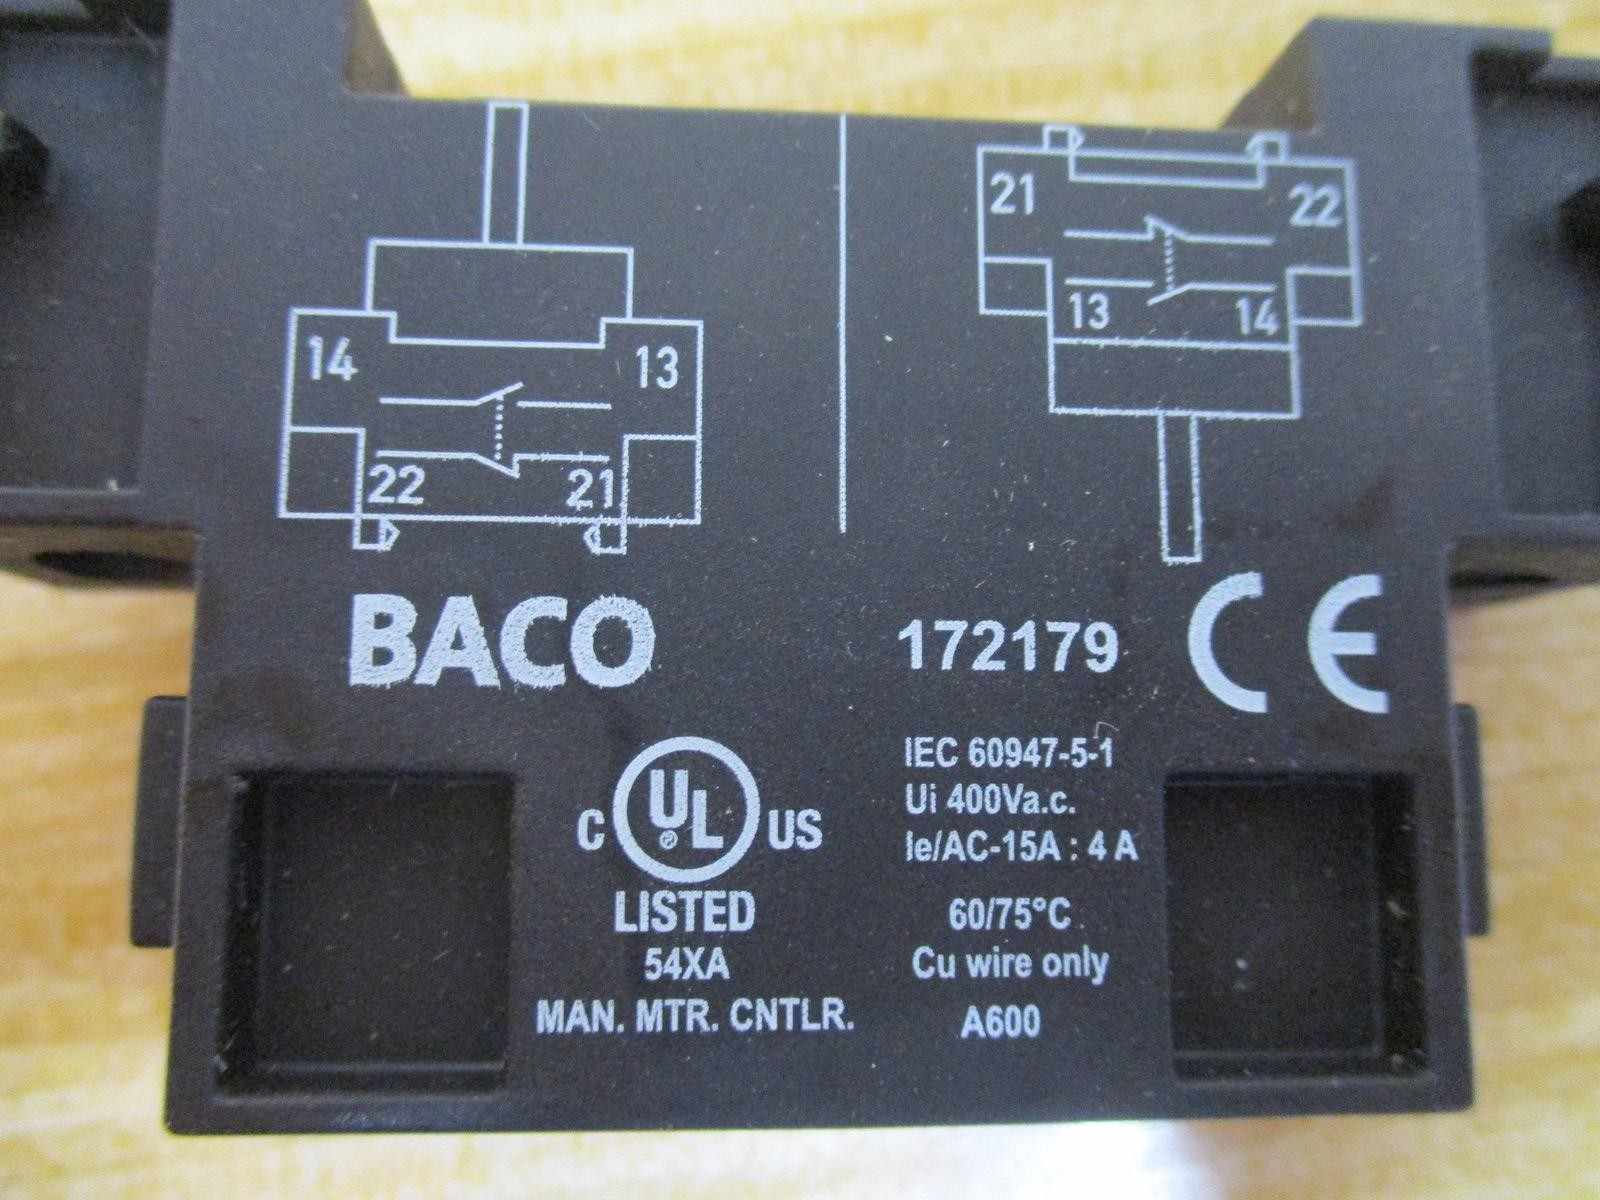 14 13
22 21
21 22
13 14
BACO
172179 CE
C UL ® US
LISTED
54XA
MAN. MTR. CNTLR.
IEC 60947-5-1
Ui 400Va.c.
Ie/AC-15A : 4 A
60/75°C
Cu wire only
A600